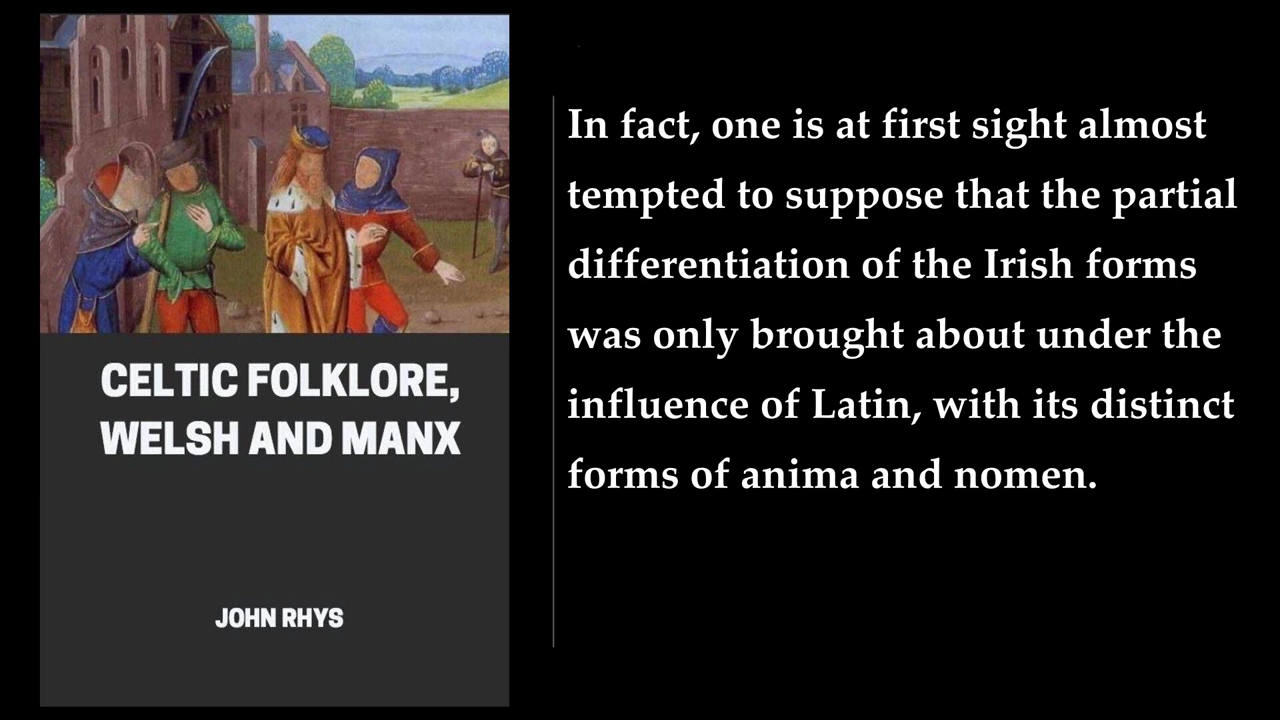 CELTIC FOLKLORE,
WELSH AND MANX
JOHN RHYS
In fact, one is at first sight almost
tempted to suppose that the partial
differentiation of the Irish forms
was only brought about under the
influence of Latin, with its distinct
forms of anima and nomen.